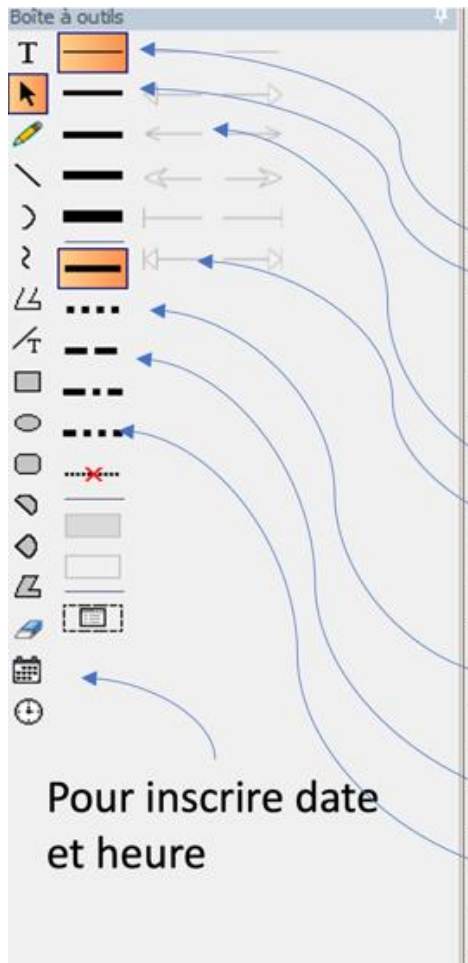 Boîte à outils
T
T
Pour inscrire date
et heure